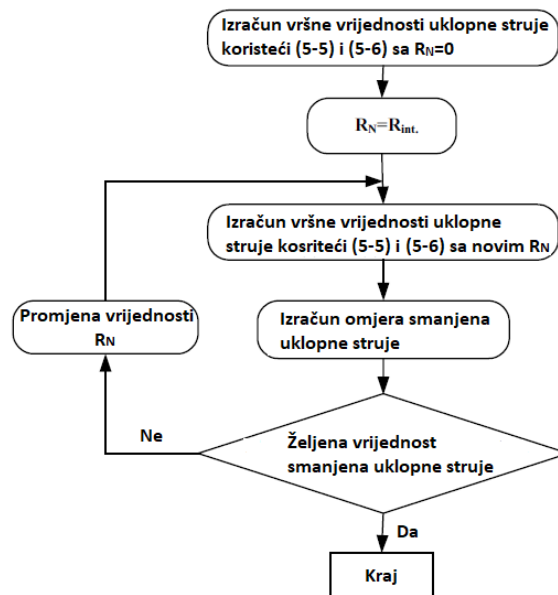 Izračun vršne vrijednosti uklopne struje
koristeći (5-5) i (5-6) sa RN=0
RN=Rint.
Izračun vršne vrijednosti uklopne
struje kosriteći (5-5) i (5-6) sa novim RN
Promjena vrijednosti
RN
Izračun omjera smanjena
uklopne struje
Ne
Željena vrijednost
smanjena uklopne struje
Da
Kraj